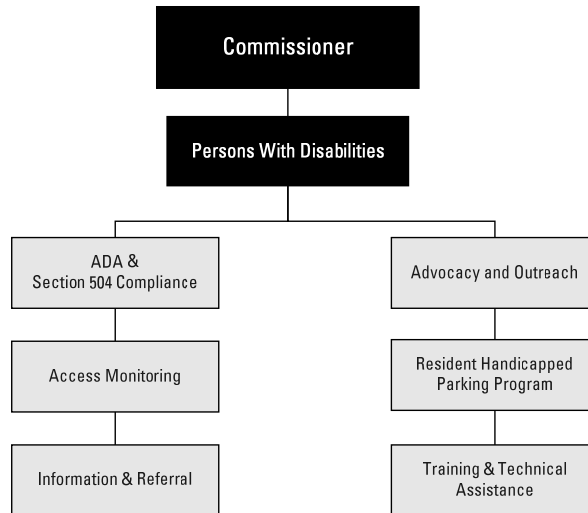 Commissioner
Persons With Disabilities
ADA &
Section 504 Compliance
Access Monitoring
Information & Referral
Advocacy and Outreach
Resident Handicapped
Parking Program
Training & Technical
Assistance